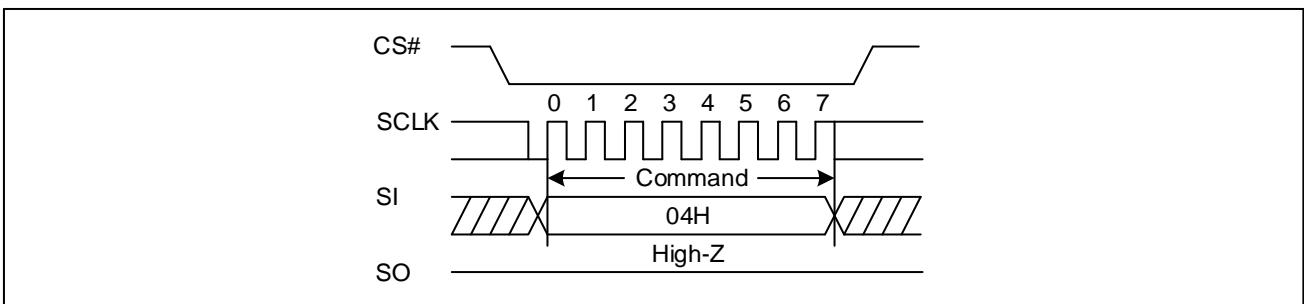 CS#
0 1 2 3 4 5 6 7
SCLK
Command
SI
04H
High-Z
SO